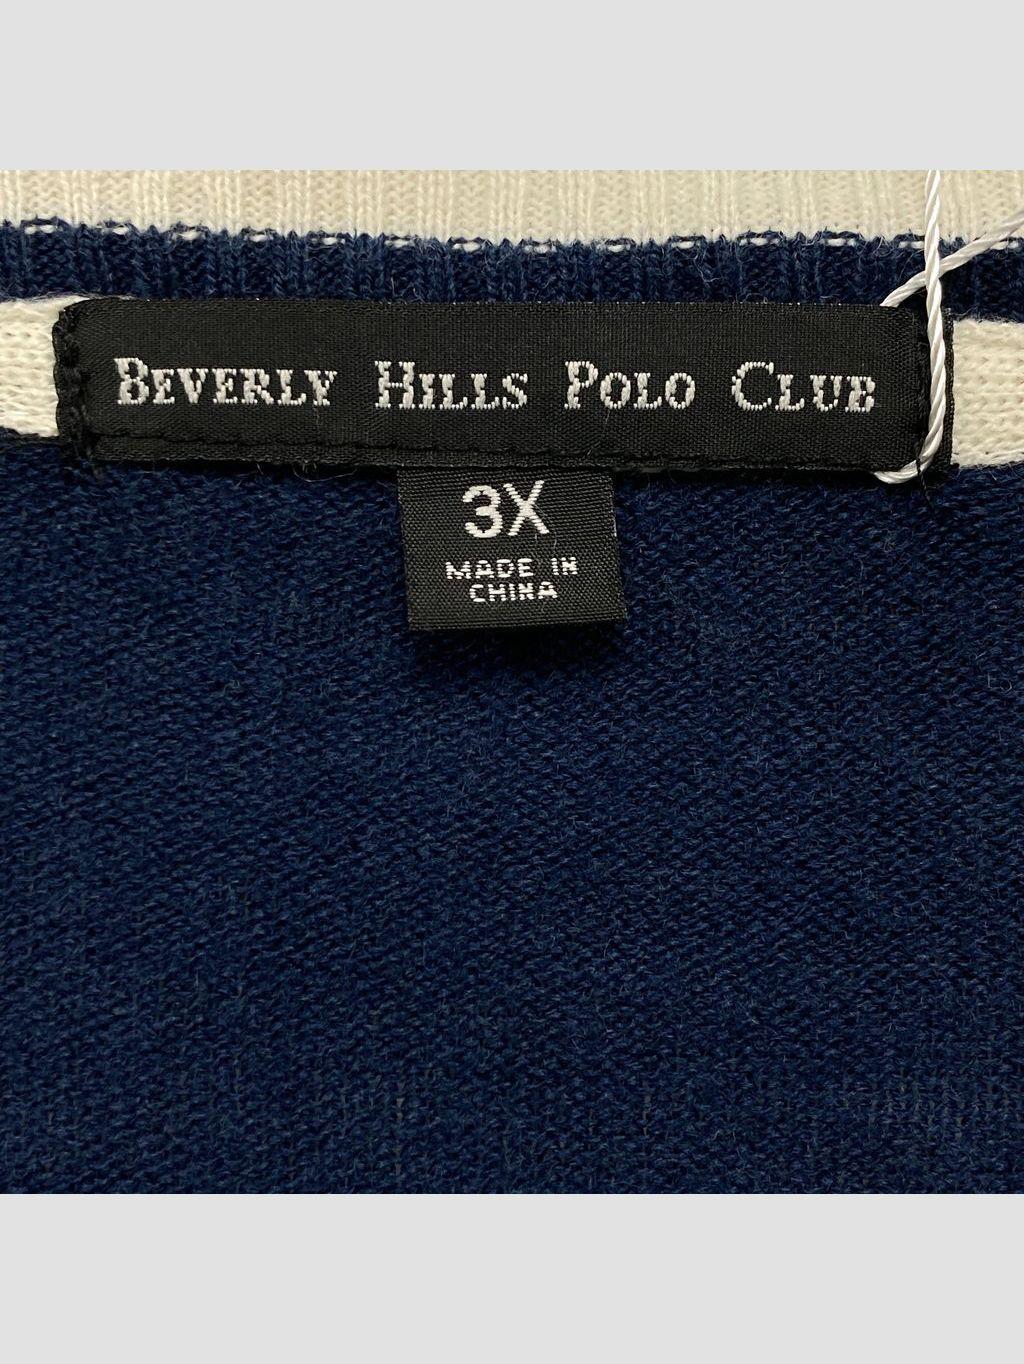 BEVERLY HILLS POLO CLUB
3X
MADE IN
CHINA